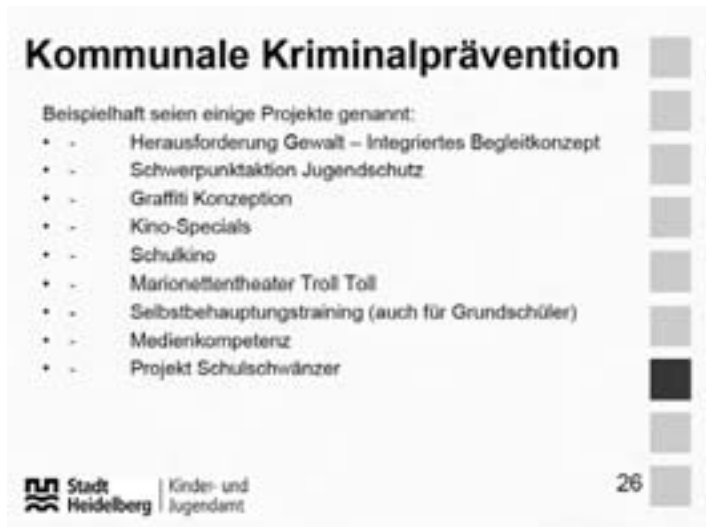 Kommunale Kriminalprävention
Beispielhaft seien einige Projekte genannt:
• - Herausforderung Gewalt – Integriertes Begleitkonzept
• - Schwerpunktaktion Jugendschutz
• - Graffiti Konzeption
• - Kino-Specials
• - Schulkino
• - Marionettentheater Troll Toll
• - Selbstbehauptungstraining (auch für Grundschüler)
• - Medienkompetenz
• - Projekt Schulschwänzer
Stadt Heidelberg
Kinder- und Jugendamt
26